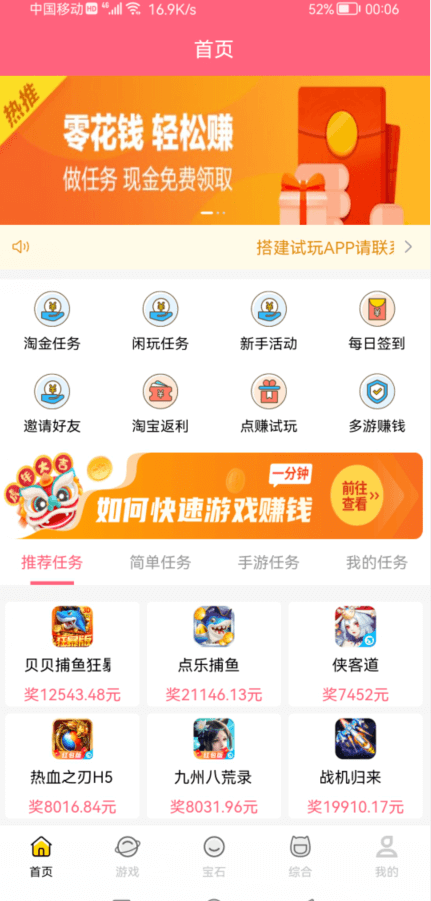 中国移动 HD 4G 16.9K/s 52% 00:06
首页
热推
零花钱 轻松赚
做任务 现金免费领取
搭建试玩APP请联系
淘金任务 闲玩任务 新手活动 每日签到
邀请好友 淘宝返利 点赞试玩 多游赚钱
虎年大吉
一分钟
如何快速游戏赚钱
前往
查看
推荐任务 简单任务 手游任务 我的任务
狂暴版
贝贝捕鱼狂暴 点乐捕鱼 侠客道
奖12543.48元 奖21146.13元 奖7452元
热血之刃H5 九州八荒录 战机归来
奖8016.84元 奖8031.96元 奖19910.17元
首页 游戏 宝石 综合 我的